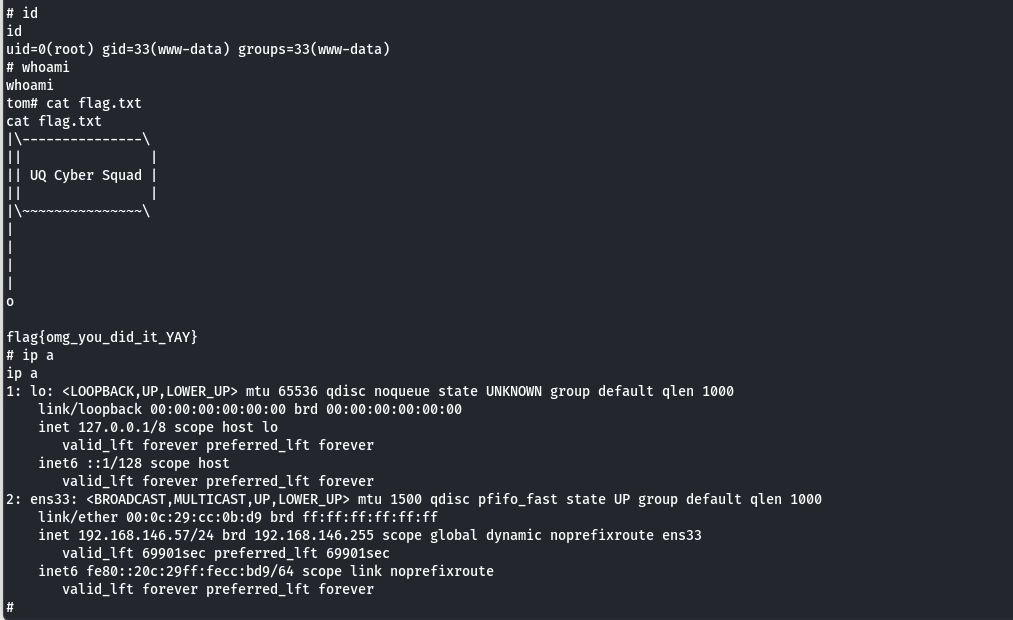 # id
id
uid=0(root) gid=33(www-data) groups=33(www-data)
# whoami
whoami
tom# cat flag.txt
cat flag.txt
|\---------------\
||                |
|| UQ Cyber Squad |
||                |
|\~~~~~~~~~~~~~~~\
|
|
|
|
o

flag{omg_you_did_it_YAY}
# ip a
ip a
1: lo: <LOOPBACK,UP,LOWER_UP> mtu 65536 qdisc noqueue state UNKNOWN group default qlen 1000
    link/loopback 00:00:00:00:00:00 brd 00:00:00:00:00:00
    inet 127.0.0.1/8 scope host lo
       valid_lft forever preferred_lft forever
    inet6 ::1/128 scope host
       valid_lft forever preferred_lft forever
2: ens33: <BROADCAST,MULTICAST,UP,LOWER_UP> mtu 1500 qdisc pfifo_fast state UP group default qlen 1000
    link/ether 00:0c:29:cc:0b:d9 brd ff:ff:ff:ff:ff:ff
    inet 192.168.146.57/24 brd 192.168.146.255 scope global dynamic noprefixroute ens33
       valid_lft 69901sec preferred_lft 69901sec
    inet6 fe80::20c:29ff:fecc:bd9/64 scope link noprefixroute
       valid_lft forever preferred_lft forever
#